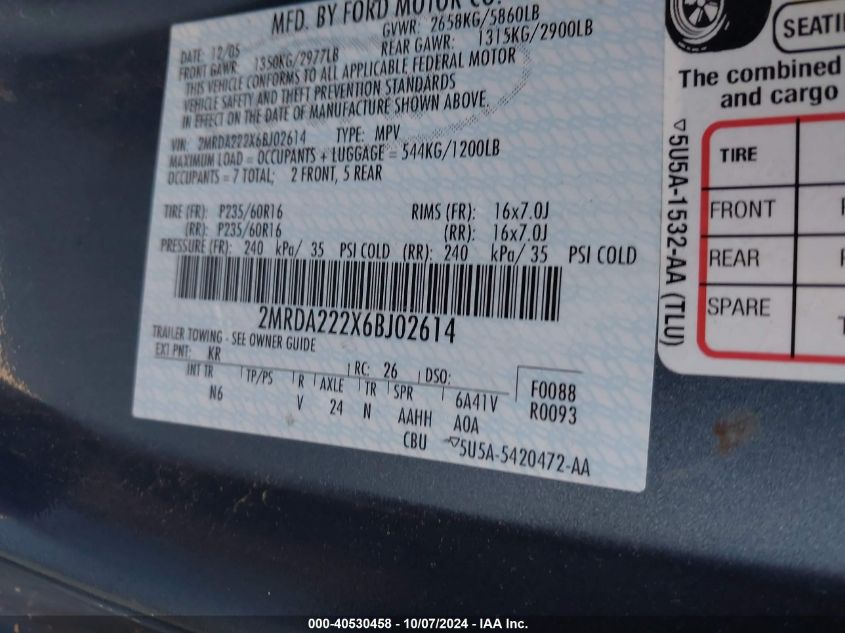 MFD. BY FORD MOTOR CO.
GVWR: 2658KG/5860LB
DATE: 12/05
FRONT GAWR: 1350KG/2977LB
REAR GAWR: 1315KG/2900LB
THIS VEHICLE CONFORMS TO ALL APPLICABLE FEDERAL MOTOR
VEHICLE SAFETY AND THEFT PREVENTION STANDARDS
IN EFFECT ON THE DATE OF MANUFACTURE SHOWN ABOVE.
VIN: 2MRDA222X6BJ02614 TYPE: MPV
MAXIMUM LOAD = OCCUPANTS + LUGGAGE = 544KG/1200LB
OCCUPANTS = 7 TOTAL; 2 FRONT, 5 REAR
TIRE (FR): P235/60R16 RIMS (FR): 16x7.0J
(RR): P235/60R16 (RR): 16x7.0J
PRESSURE (FR): 240 kPa/ 35 PSI COLD (RR): 240 kPa/ 35 PSI COLD
2MRDA222X6BJ02614
TRAILER TOWING - SEE OWNER GUIDE
EXT PNT: KR RC: 26 DSO:
INT TR TP/PS R AXLE TR SPR 6A41V
N6 V 24 N AAHH AOA
CBU 5U5A-5420472-AA
F0088
R0093
SEATI
The combined
and cargo
5U5A-1532-AA (TLU)
TIRE
FRONT
REAR
SPARE
000-40530458 - 10/07/2024 - IAA Inc.